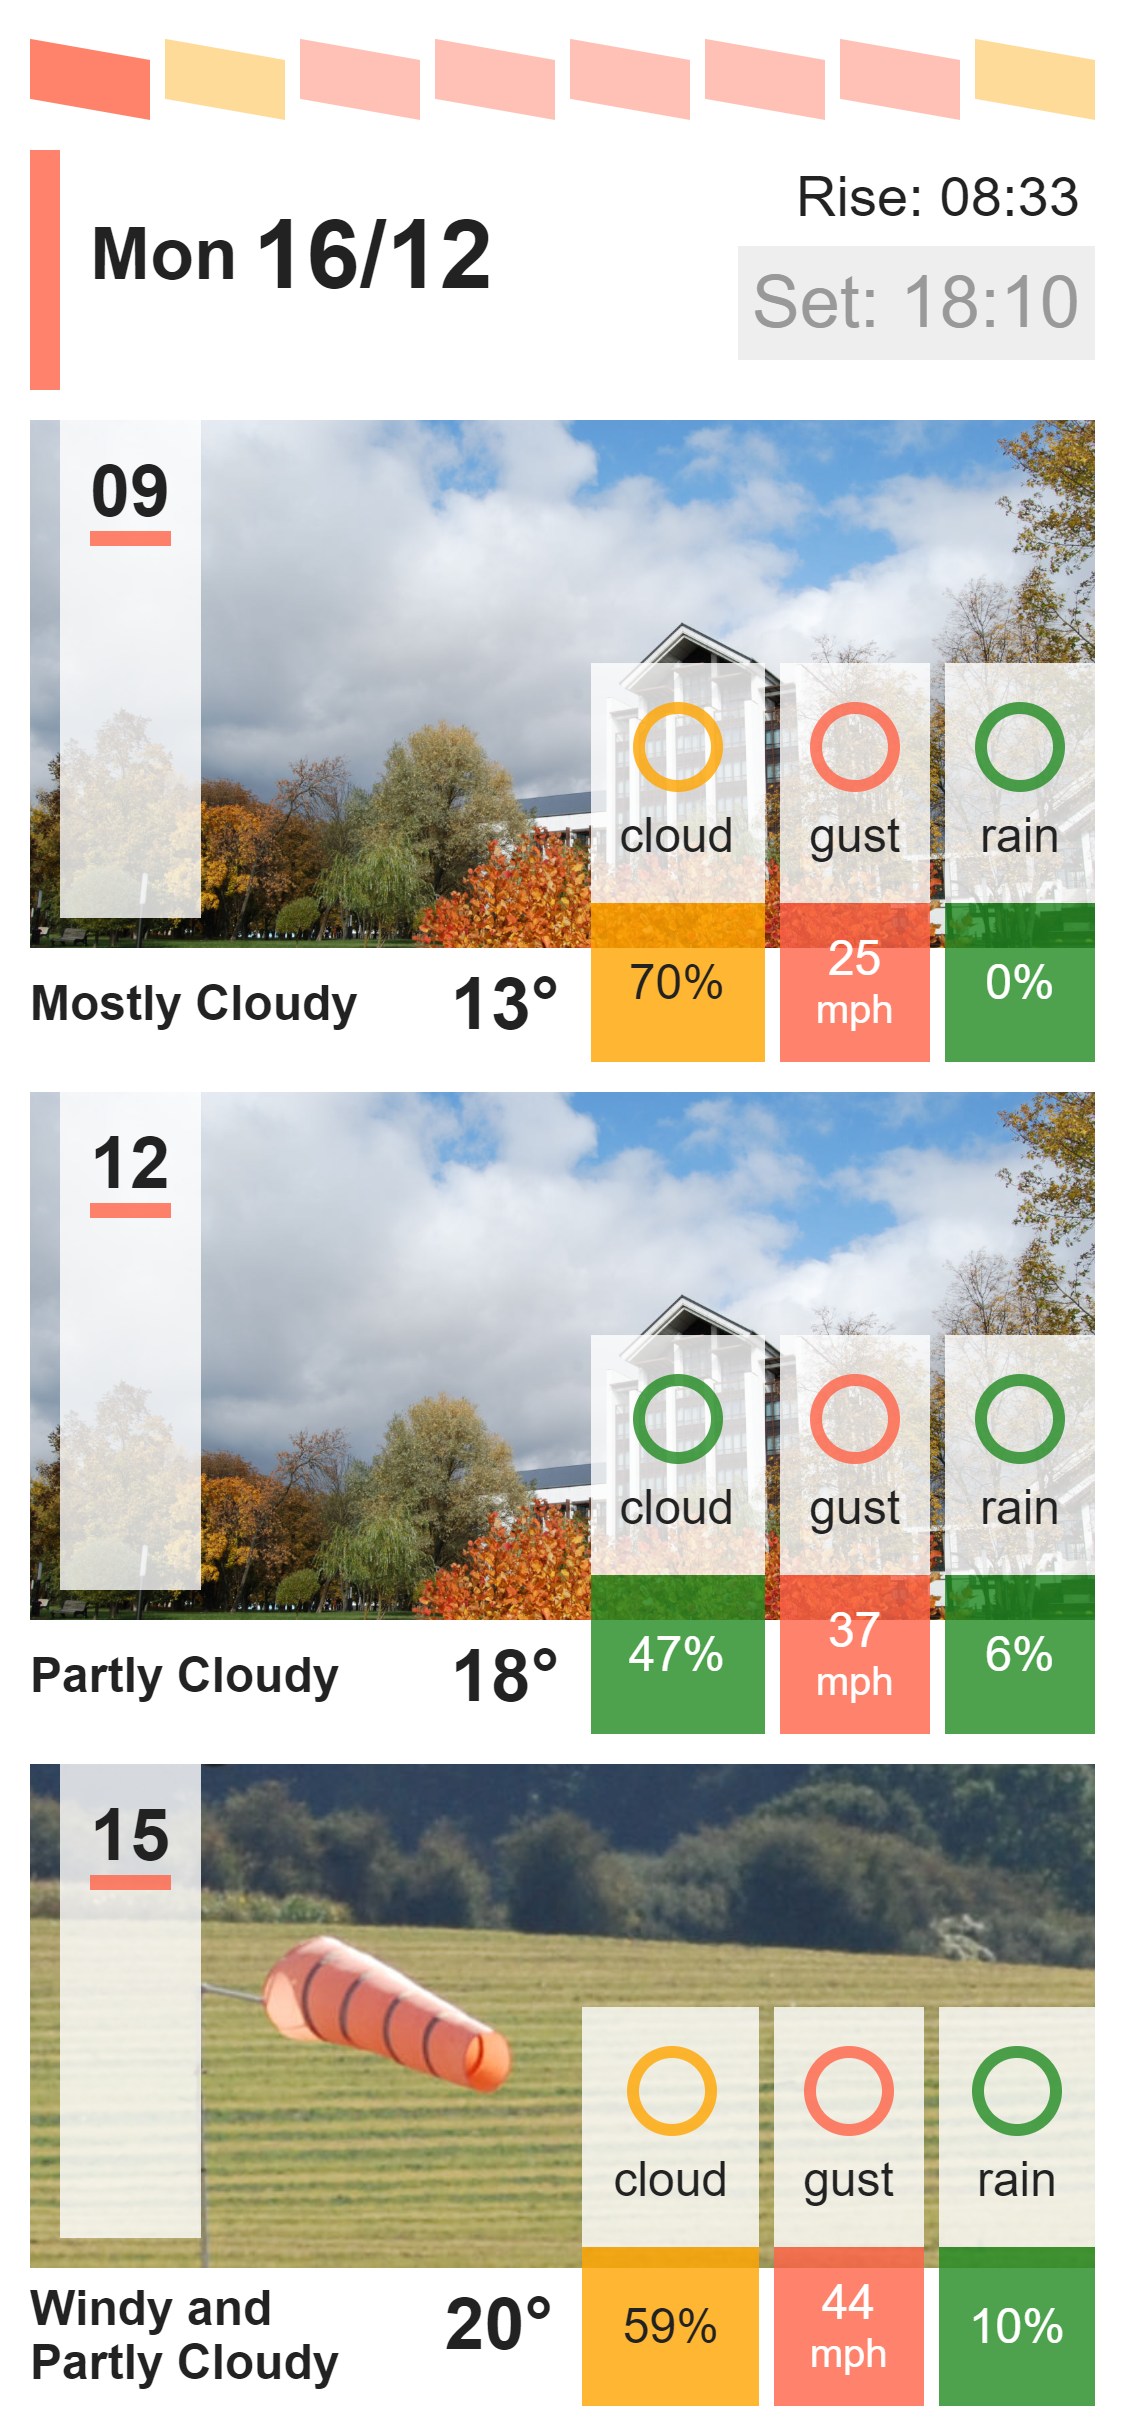 Mon 16/12
Rise: 08:33
Set: 18:10
09
cloud
gust
rain
70%
25
mph
0%
Mostly Cloudy
13°
12
cloud
gust
rain
47%
37
mph
6%
Partly Cloudy
18°
15
cloud
gust
rain
59%
44
mph
10%
Windy and
Partly Cloudy
20°